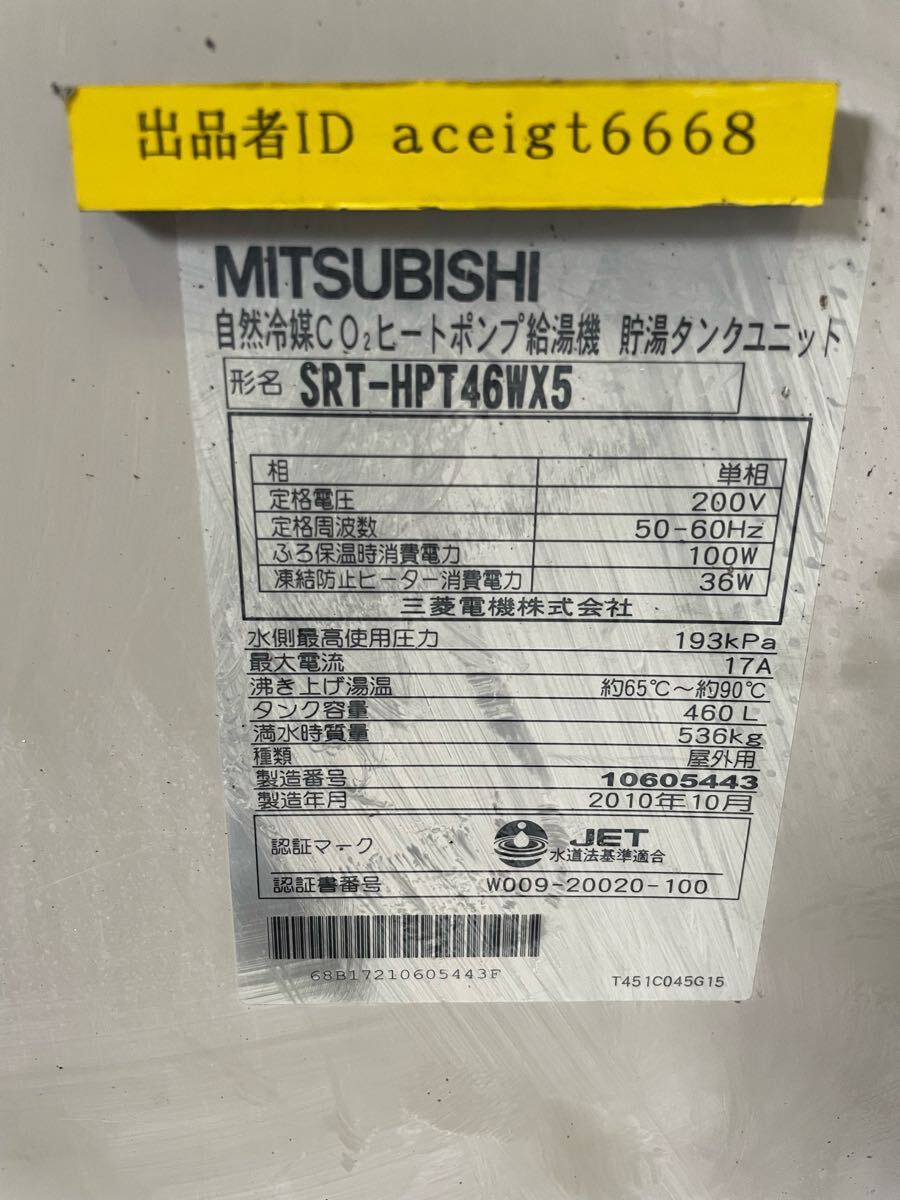 出品者ID aceigt6668
MITSUBISHI
自然冷媒CO₂ヒートポンプ給湯機 貯湯タンクユニット
形名 SRT-HPT46WX5
相 単相
定格電圧 200V
定格周波数 50-60Hz
ふろ保温時消費電力 100W
凍結防止ヒーター消費電力 36W
三菱電機株式会社
水側最高使用圧力 193kPa
最大電流 17A
沸き上げ湯温 約65℃～約90℃
タンク容量 460L
満水時質量 536kg
種類 屋外用
製造番号 10605443
製造年月 2010年10月
認証マーク JET
水道法基準適合
認証書番号 W009-20020-100
68B17210605443F
T451C045G15